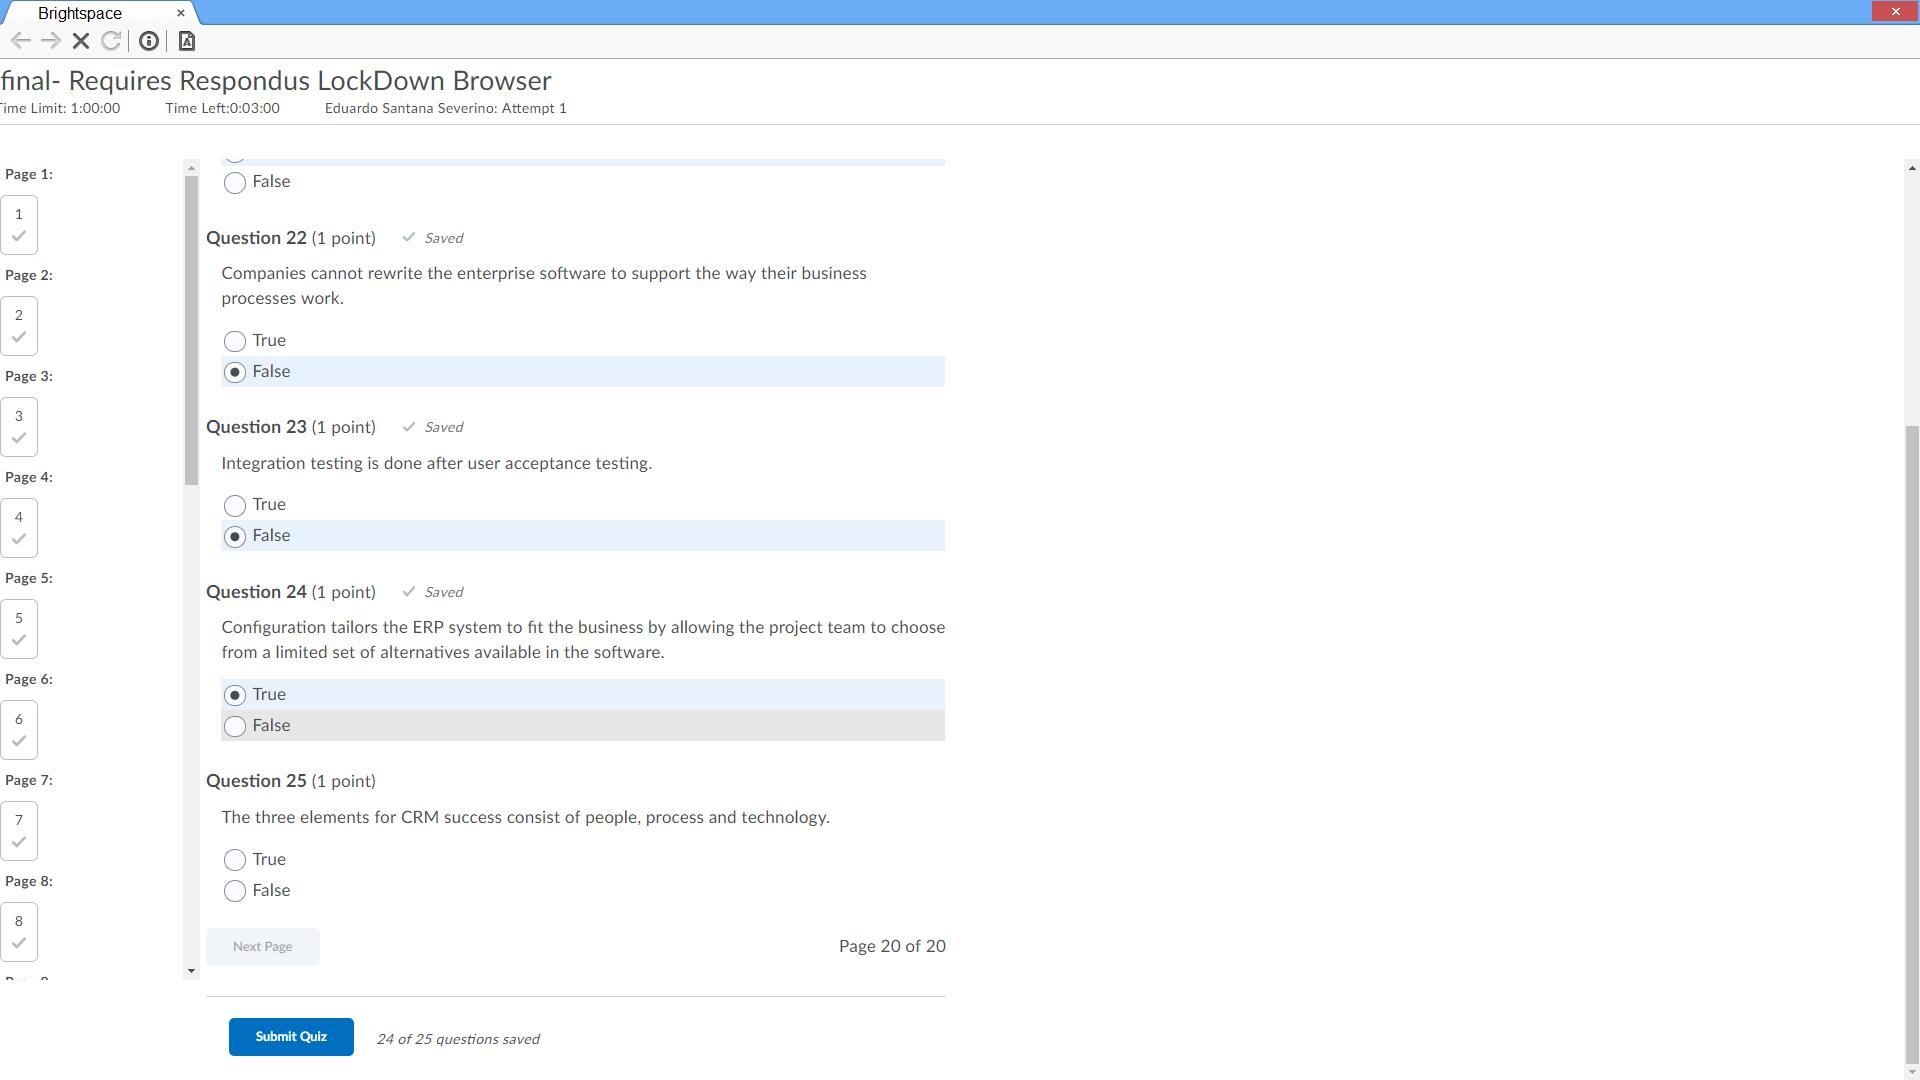 Brightspace
final- Requires Respondus LockDown Browser
Time Limit: 1:00:00 Time Left:0:03:00 Eduardo Santana Severino: Attempt 1
Page 1:
1
Page 2:
2
Page 3:
3
Page 4:
4
Page 5:
5
Page 6:
6
Page 7:
7
Page 8:
8
False
Question 22 (1 point) Saved
Companies cannot rewrite the enterprise software to support the way their business
processes work.
True
False
Question 23 (1 point) Saved
Integration testing is done after user acceptance testing.
True
False
Question 24 (1 point) Saved
Configuration tailors the ERP system to fit the business by allowing the project team to choose
from a limited set of alternatives available in the software.
True
False
Question 25 (1 point)
The three elements for CRM success consist of people, process and technology.
True
False
Next Page Page 20 of 20
Submit Quiz 24 of 25 questions saved